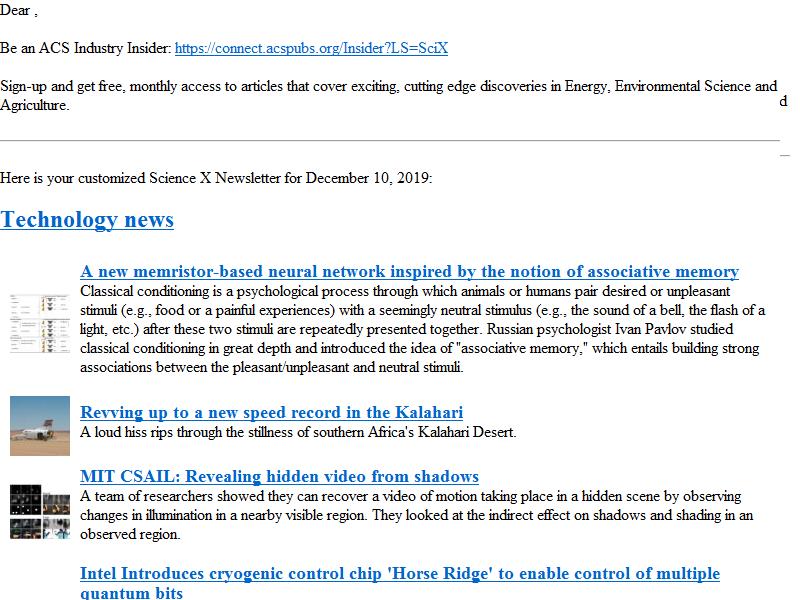 Dear ,
Be an ACS Industry Insider: https://connect.acspubs.org/Insider?LS=SciX
Sign-up and get free, monthly access to articles that cover exciting, cutting edge discoveries in Energy, Environmental Science and
d
Agriculture.
Here is your customized Science X Newsletter for December 10, 2019:
Technology news
A new memristor-based neural network inspired by the notion of associative memory
Classical conditioning is a psychological process through which animals or humans pair desired or unpleasant
stimuli (e.g., food or a painful experiences) with a seemingly neutral stimulus (e.g., the sound of a bell, the flash of a
light, etc.) after these two stimuli are repeatedly presented together. Russian psychologist Ivan Pavlov studied
classical conditioning in great depth and introduced the idea of "associative memory," which entails building strong
associations between the pleasant/unpleasant and neutral stimuli.
Revving up to a new speed record in the Kalahari
A loud hiss rips through the stillness of southern Africa's Kalahari Desert.
MIT CSAIL: Revealing hidden video from shadows
A team of researchers showed they can recover a video of motion taking place in a hidden scene by observing
changes in illumination in a nearby visible region. They looked at the indirect effect on shadows and shading in an
observed region.
Intel Introduces cryogenic control chip 'Horse Ridge' to enable control of multiple
quantum bits